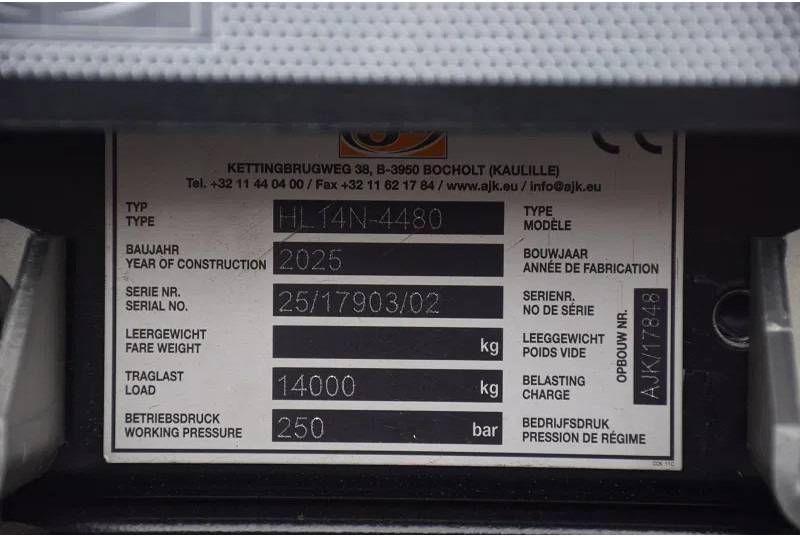 KETTINGBRUGWEG 38, B-3950 BOCHOLT (KAULILLE)
Tel. +32 11 44 04 00 / Fax +32 11 62 17 84 / www.ajk.eu / info@ajk.eu
TYP
TYPE
HL14N-4480
TYPE
MODÈLE
BAUJAHR
YEAR OF CONSTRUCTION
2025
BOUWJAAR
ANNÉE DE FABRICATION
SERIE NR.
SERIAL NO.
25/17903/02
SERIENR.
NO DE SÉRIE
LEERGEWICHT
FARE WEIGHT
kg
LEEGGEWICHT
POIDS VIDE
TRAGLAST
LOAD
14000 kg
BELASTING
CHARGE
BETRIEBSDRUCK
WORKING PRESSURE
250 bar
BEDRIJFSDRUK
PRESSION DE RÉGIME
OPBOUW NR.
AJK/17848